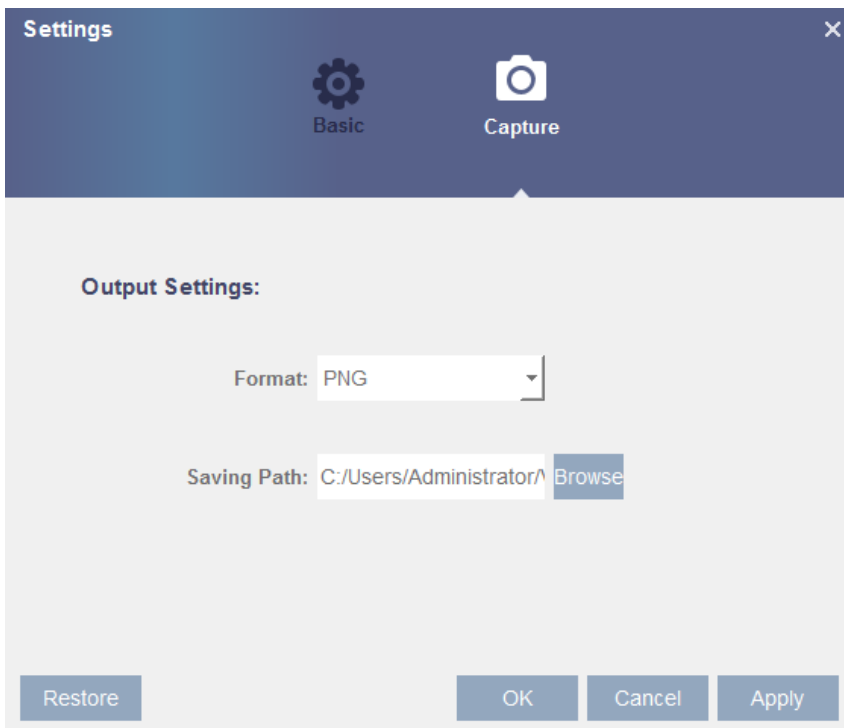 Settings
Basic
Capture
Output Settings:
Format: PNG
Saving Path: C:/Users/Administrator/ Browse
Restore OK Cancel Apply